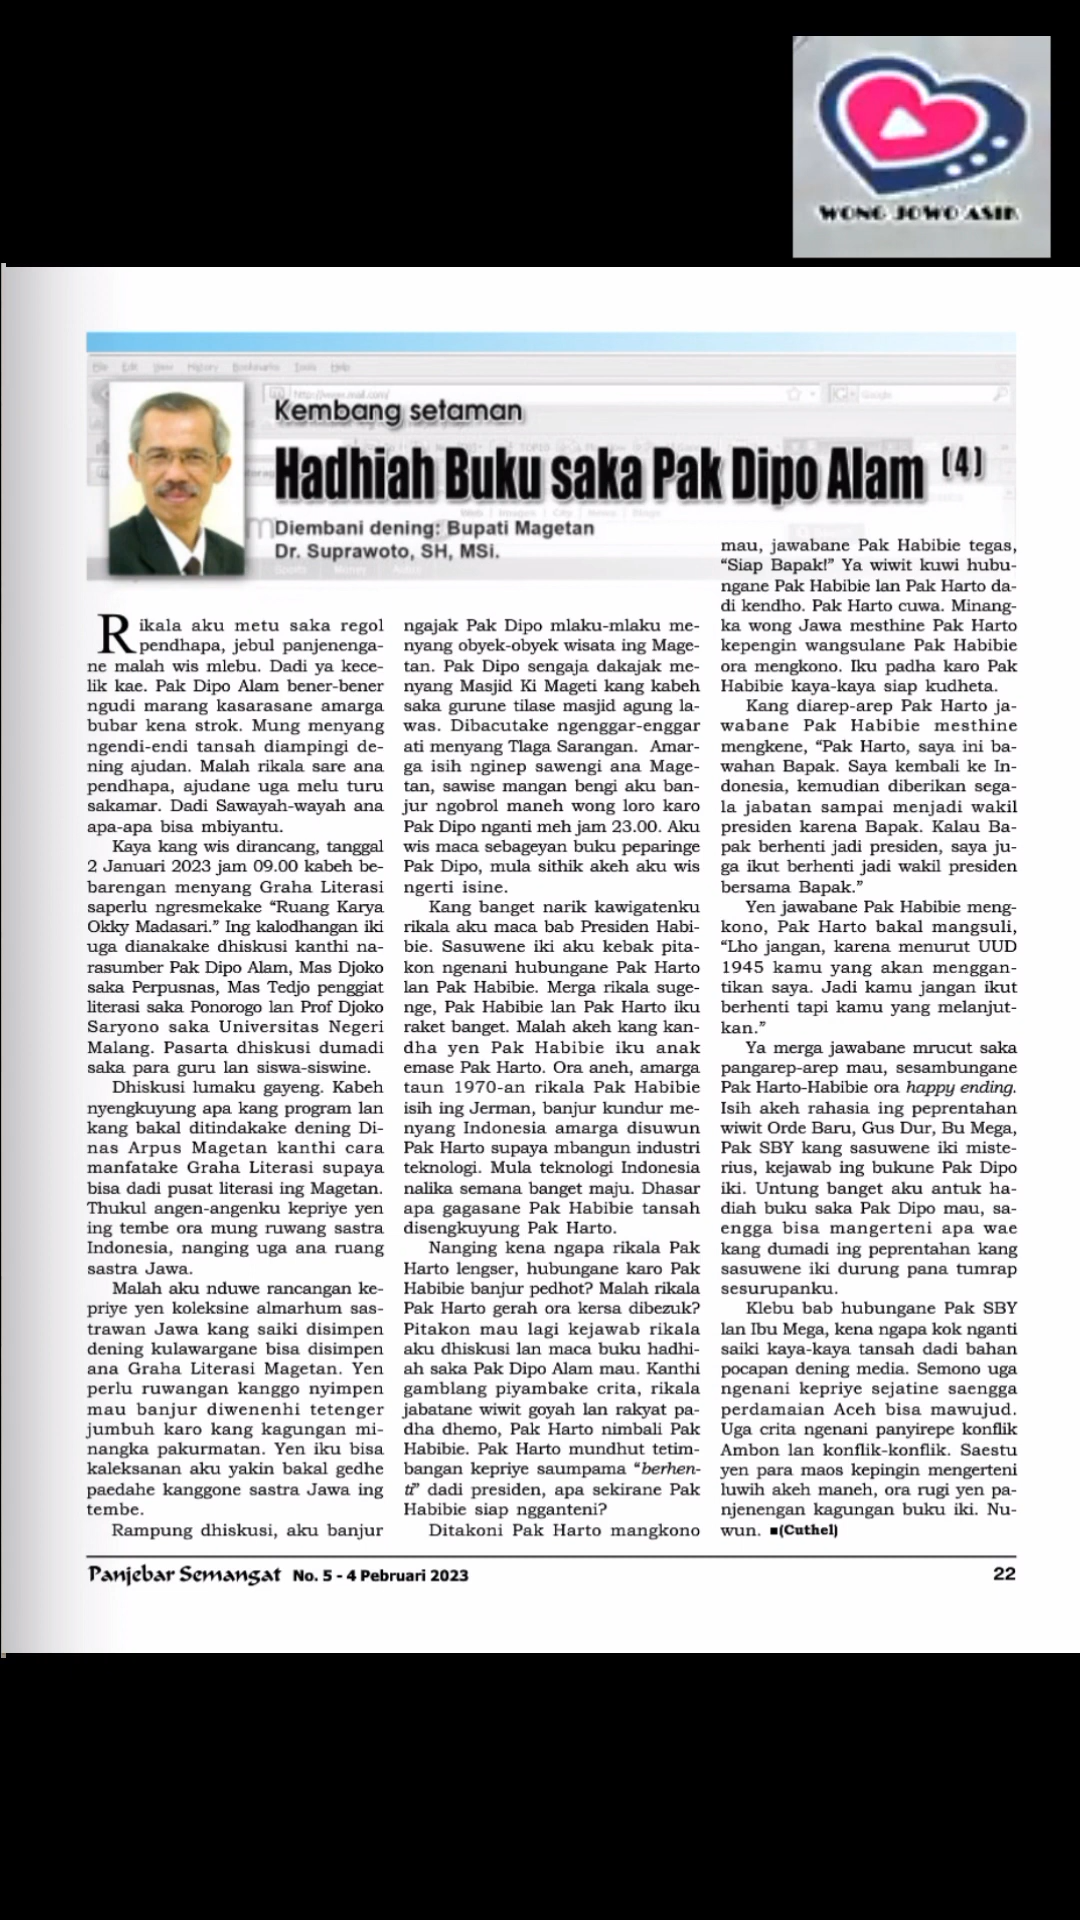 WONG JOWO ASIK
File Edit View History Bookmarks Tools Help
http://www.mail.com/
Google
Kembang setaman
Hadhiah Buku saka Pak Dipo Alam (4)
Diembani dening: Bupati Magetan
Dr. Suprawoto, SH, MSi.
Rikala aku metu saka regol
pendhapa, jebul panjenenga-
ne malah wis mlebu. Dadi ya kece-
lik kae. Pak Dipo Alam bener-bener
ngudi marang kasarasane amarga
bubar kena strok. Mung menyang
ngendi-endi tansah diampingi de-
ning ajudan. Malah rikala sare ana
pendhapa, ajudane uga melu turu
sakamar. Dadi Sawayah-wayah ana
apa-apa bisa mbiyantu.
Kaya kang wis dirancang, tanggal
2 Januari 2023 jam 09.00 kabeh be-
barengan menyang Graha Literasi
saperlu ngresmekake “Ruang Karya
Okky Madasari.” Ing kalodhangan iki
uga dianakake dhiskusi kanthi na-
rasumber Pak Dipo Alam, Mas Djoko
saka Perpusnas, Mas Tedjo penggiat
literasi saka Ponorogo lan Prof Djoko
Saryono saka Universitas Negeri
Malang. Pasarta dhiskusi dumadi
saka para guru lan siswa-siswine.
Dhiskusi lumaku gayeng. Kabeh
nyengkuyung apa kang program lan
kang bakal ditindakake dening Di-
nas Arpus Magetan kanthi cara
manfatake Graha Literasi supaya
bisa dadi pusat literasi ing Magetan.
Thukul angen-angenku kepriye yen
ing tembe ora mung ruwang sastra
Indonesia, nanging uga ana ruang
sastra Jawa.
Malah aku nduwe rancangan ke-
priye yen koleksine almarhum sas-
trawan Jawa kang saiki disimpen
dening kulawargane bisa disimpen
ana Graha Literasi Magetan. Yen
perlu ruwangan kanggo nyimpen
mau banjur diwenenhi tetenger
jumbuh karo kang kagungan mi-
nangka pakurmatan. Yen iku bisa
kaleksanan aku yakin bakal gedhe
paedahe kanggone sastra Jawa ing
tembe.
Rampung dhiskusi, aku banjur
ngajak Pak Dipo mlaku-mlaku me-
nyang obyek-obyek wisata ing Mage-
tan. Pak Dipo sengaja dakajak me-
nyang Masjid Ki Mageti kang kabeh
saka gurune tilase masjid agung la-
was. Dibacutake ngenggar-enggar
ati menyang Tlaga Sarangan. Amar-
ga isih nginep sawengi ana Mage-
tan, sawise mangan bengi aku ban-
jur ngobrol maneh wong loro karo
Pak Dipo nganti meh jam 23.00. Aku
wis maca sebageyan buku peparinge
Pak Dipo, mula sithik akeh aku wis
ngerti isine.
Kang banget narik kawigatenku
rikala aku maca bab Presiden Habi-
bie. Sasuwene iki aku kebak pita-
kon ngenani hubungane Pak Harto
lan Pak Habibie. Merga rikala suge-
nge, Pak Habibie lan Pak Harto iku
raket banget. Malah akeh kang kan-
dha yen Pak Habibie iku anak
emase Pak Harto. Ora aneh, amarga
taun 1970-an rikala Pak Habibie
isih ing Jerman, banjur kundur me-
nyang Indonesia amarga disuwun
Pak Harto supaya mbangun industri
teknologi. Mula teknologi Indonesia
nalika semana banget maju. Dhasar
apa gagasane Pak Habibie tansah
disengkuyung Pak Harto.
Nanging kena ngapa rikala Pak
Harto lengser, hubungane karo Pak
Habibie banjur pedhot? Malah rikala
Pak Harto gerah ora kersa dibezuk?
Pitakon mau lagi kejawab rikala
aku dhiskusi lan maca buku hadhi-
ah saka Pak Dipo Alam mau. Kanthi
gamblang piyambake crita, rikala
jabatane wiwit goyah lan rakyat pa-
dha dhemo, Pak Harto nimbali Pak
Habibie. Pak Harto mundhut tetim-
bangan kepriye saumpama “berhen-
ti” dadi presiden, apa sekirane Pak
Habibie siap ngganteni?
Ditakoni Pak Harto mangkono
mau, jawabane Pak Habibie tegas,
“Siap Bapak!” Ya wiwit kuwi hubu-
ngane Pak Habibie lan Pak Harto da-
di kendho. Pak Harto cuwa. Minang-
ka wong Jawa mesthine Pak Harto
kepengin wangsulane Pak Habibie
ora mengkono. Iku padha karo Pak
Habibie kaya-kaya siap kudheta.
Kang diarep-arep Pak Harto ja-
wabane Pak Habibie mesthine
mengkene, “Pak Harto, saya ini ba-
wahan Bapak. Saya kembali ke In-
donesia, kemudian diberikan sega-
la jabatan sampai menjadi wakil
presiden karena Bapak. Kalau Ba-
pak berhenti jadi presiden, saya ju-
ga ikut berhenti jadi wakil presiden
bersama Bapak.”
Yen jawabane Pak Habibie meng-
kono, Pak Harto bakal mangsuli,
“Lho jangan, karena menurut UUD
1945 kamu yang akan menggan-
tikan saya. Jadi kamu jangan ikut
berhenti tapi kamu yang melanjut-
kan.”
Ya merga jawabane mrucut saka
pangarep-arep mau, sesambungane
Pak Harto-Habibie ora happy ending.
Isih akeh rahasia ing peprentahan
wiwit Orde Baru, Gus Dur, Bu Mega,
Pak SBY kang sasuwene iki miste-
rius, kejawab ing bukune Pak Dipo
iki. Untung banget aku antuk ha-
diah buku saka Pak Dipo mau, sa-
engga bisa mangerteni apa wae
kang dumadi ing peprentahan kang
sasuwene iki durung pana tumrap
sesurupanku.
Klebu bab hubungane Pak SBY
lan Ibu Mega, kena ngapa kok nganti
saiki kaya-kaya tansah dadi bahan
pocapan dening media. Semono uga
ngenani kepriye sejatine saengga
perdamaian Aceh bisa mawujud.
Uga crita ngenani panyirepe konflik
Ambon lan konflik-konflik. Saestu
yen para maos kepingin mengerteni
luwih akeh maneh, ora rugi yen pa-
njenengan kagungan buku iki. Nu-
wun. ■(Cuthel)
Panjebar Semangat No. 5 - 4 Pebruari 2023
22